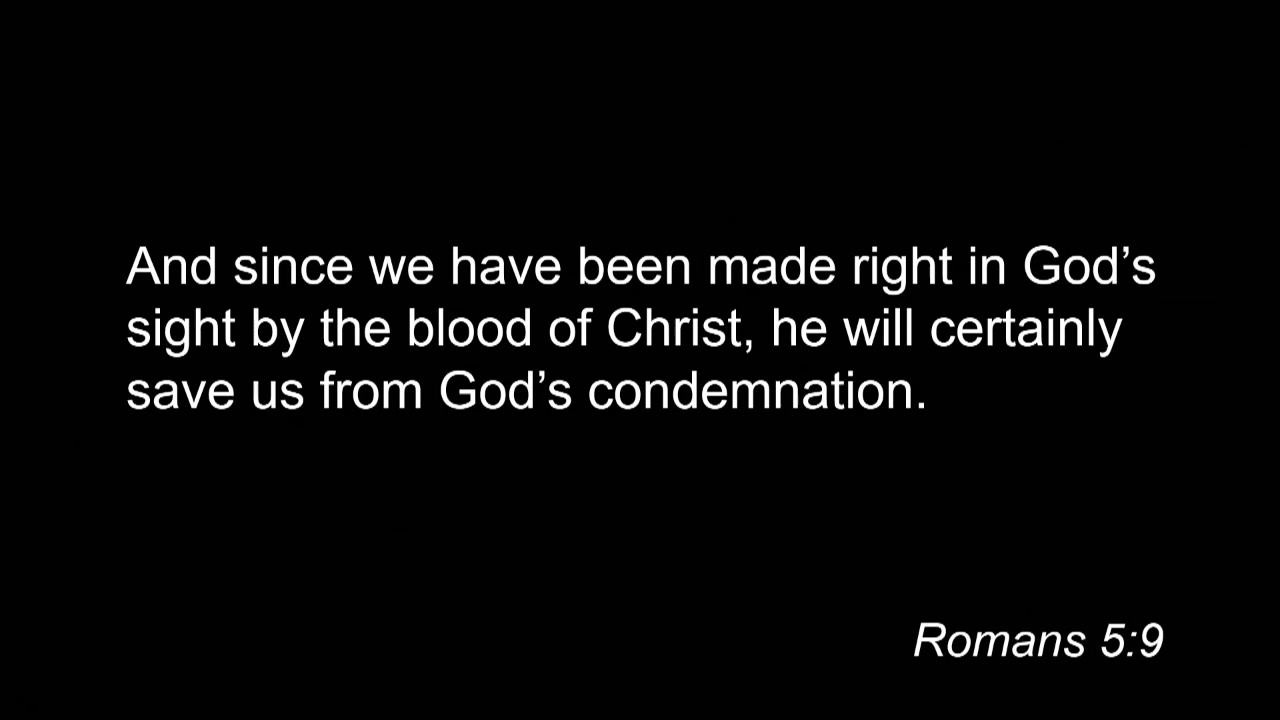 And since we have been made right in God’s
sight by the blood of Christ, he will certainly
save us from God’s condemnation.
Romans 5:9